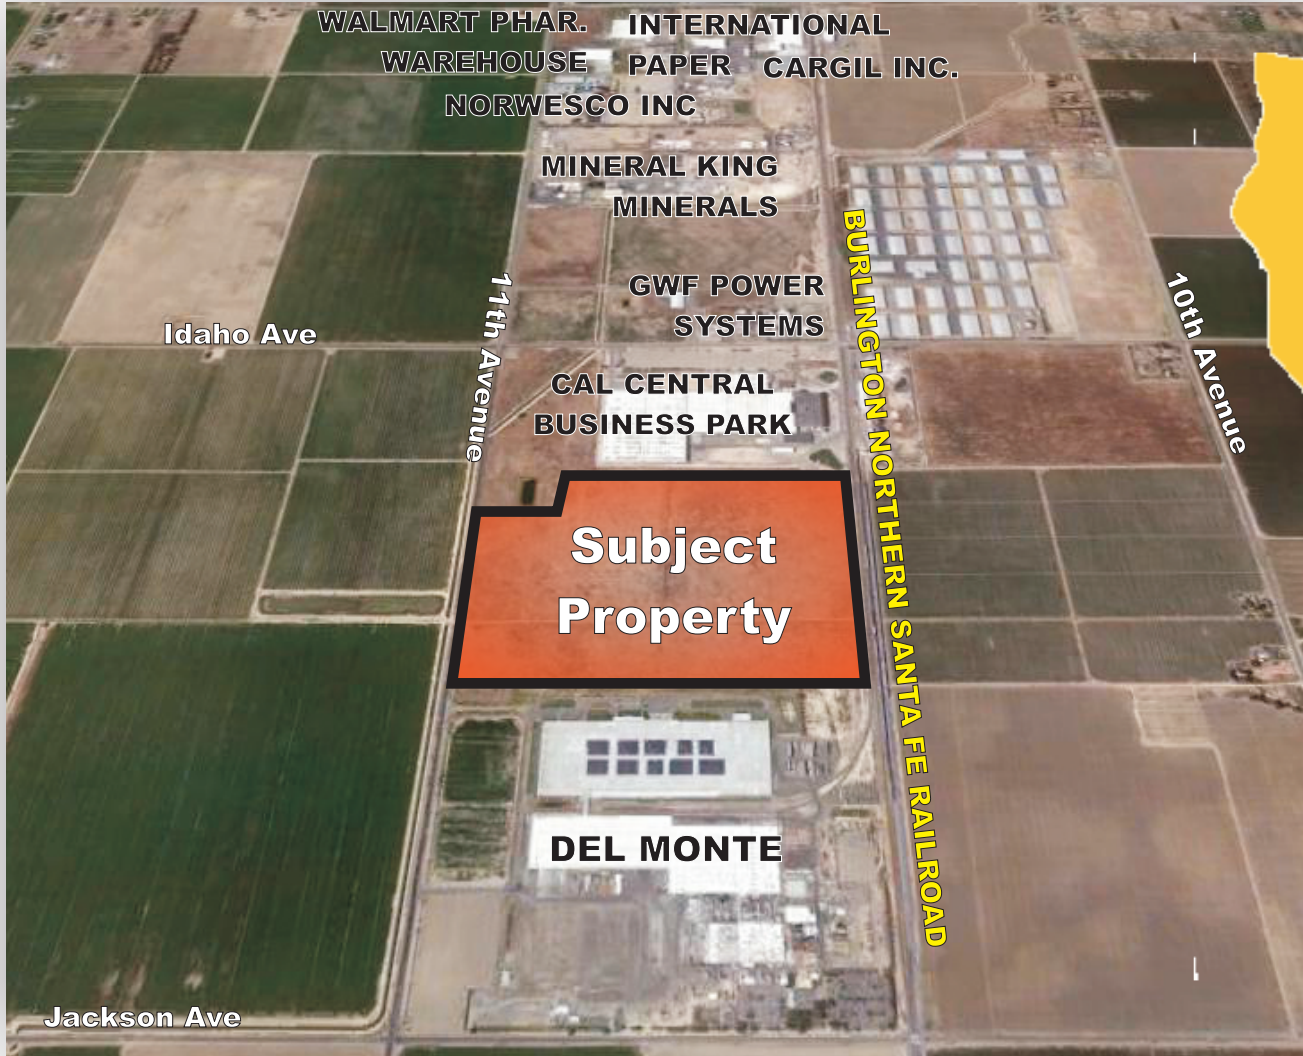 WALMART PHAR.
WAREHOUSE
INTERNATIONAL
PAPER
CARGIL INC.
NORWESCO INC
MINERAL KING
MINERALS
GWF POWER
SYSTEMS
Idaho Ave
11th Avenue
10th Avenue
BURLINGTON NORTHERN SANTA FE RAILROAD
CAL CENTRAL
BUSINESS PARK
Subject
Property
DEL MONTE
Jackson Ave